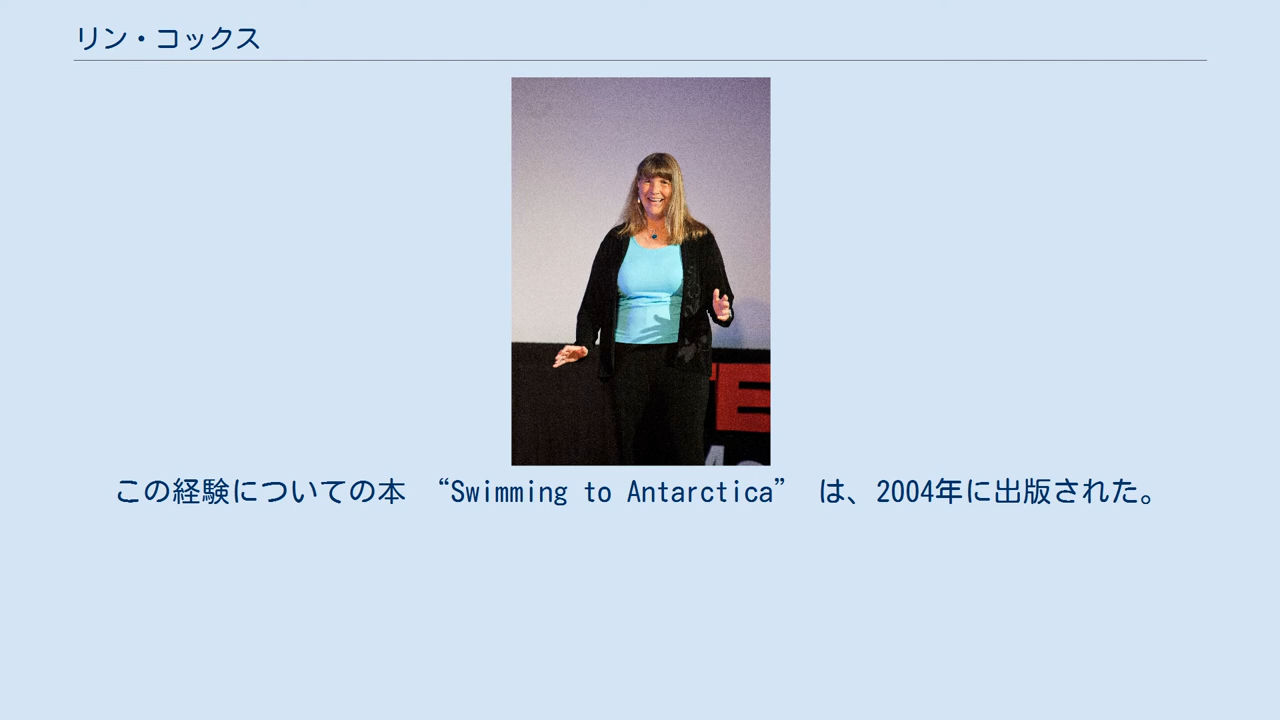 リン・コックス
E
この経験についての本 “Swimming to Antarctica” は、2004年に出版された。